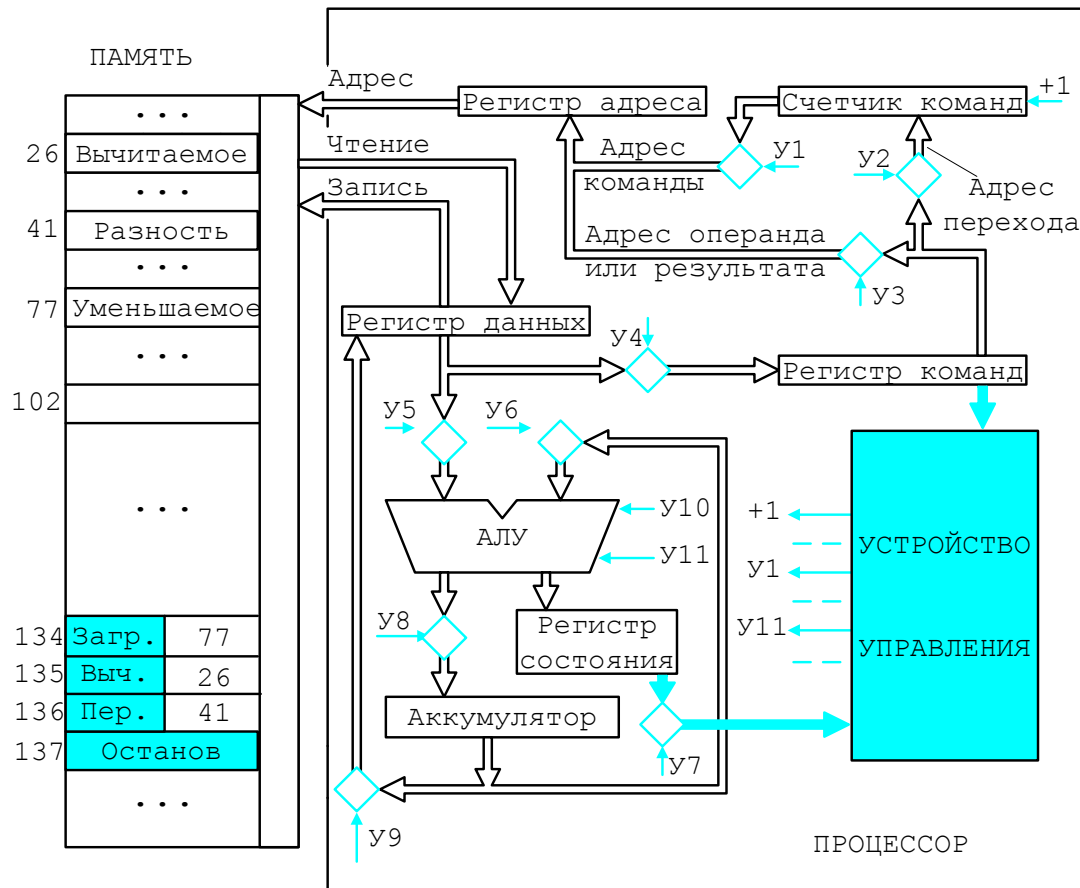 ПАМЯТЬ
...
26 Вычитаемое
...
41 Разность
...
77 Уменьшаемое
...
102
...
134 Загр. 77
135 Выч. 26
136 Пер. 41
137 Останов
...
Адрес
Чтение
Запись
Регистр адреса
Счетчик команд
+1
Адрес
команды
У1
У2
Адрес
перехода
Адрес операнда
или результата
У3
Регистр данных
У4
Регистр команд
У5
У6
АЛУ
У10
У11
У8
Регистр
состояния
Аккумулятор
У7
У9
+1
У1
У11
УСТРОЙСТВО
УПРАВЛЕНИЯ
ПРОЦЕССОР